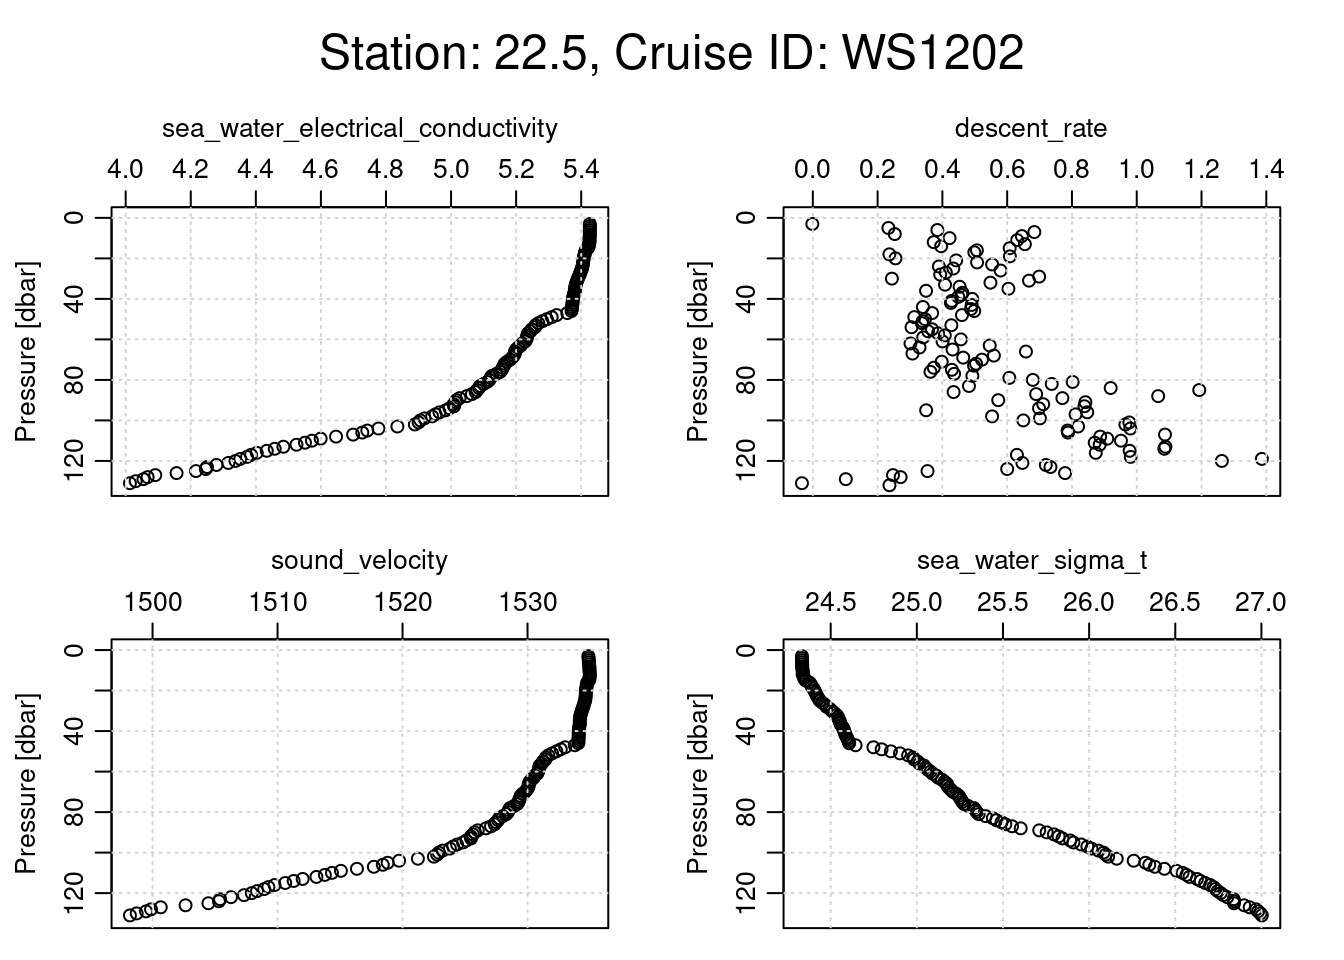 Station: 22.5, Cruise ID: WS1202
sea_water_electrical_conductivity
4.0 4.2 4.4 4.6 4.8 5.0 5.2 5.4
Pressure [dbar]
0
40
80
120
descent_rate
0.0 0.2 0.4 0.6 0.8 1.0 1.2 1.4
Pressure [dbar]
0
40
80
120
sound_velocity
1500 1510 1520 1530
Pressure [dbar]
0
40
80
120
sea_water_sigma_t
24.5 25.0 25.5 26.0 26.5 27.0
Pressure [dbar]
0
40
80
120